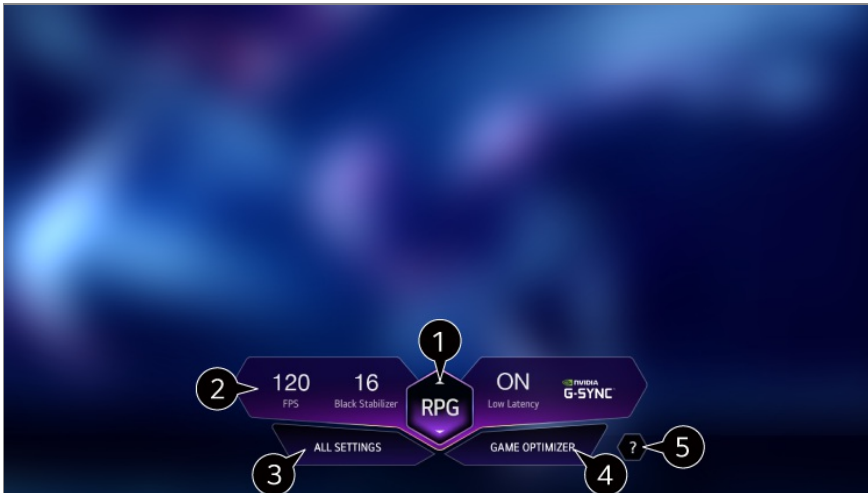 1
2
120
FPS
16
Black Stabilizer
RPG
ON
Low Latency
NVIDIA
G-SYNC
3
ALL SETTINGS
GAME OPTIMIZER
4
?
5